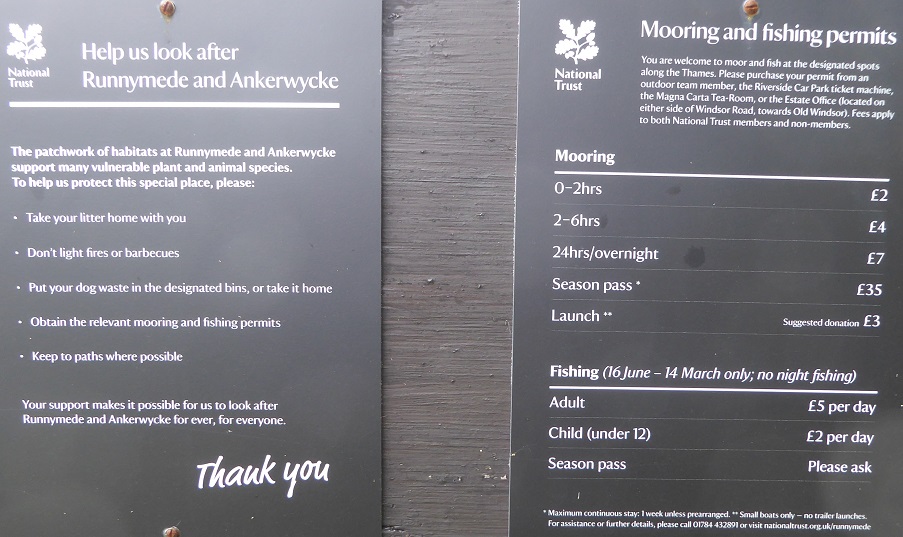 National
Trust
Help us look after
Runnymede and Ankerwycke
The patchwork of habitats at Runnymede and Ankerwycke
support many vulnerable plant and animal species.
To help us protect this special place, please:
• Take your litter home with you
• Don't light fires or barbecues
• Put your dog waste in the designated bins, or take it home
• Obtain the relevant mooring and fishing permits
• Keep to paths where possible
Your support makes it possible for us to look after
Runnymede and Ankerwycke for ever, for everyone.
Thank you
National
Trust
Mooring and fishing permits
You are welcome to moor and fish at the designated spots
along the Thames. Please purchase your permit from an
outdoor team member, the Riverside Car Park ticket machine,
the Magna Carta Tea-Room, or the Estate Office (located on
either side of Windsor Road, towards Old Windsor). Fees apply
to both National Trust members and non-members.
Mooring
0–2hrs £2
2–6hrs £4
24hrs/overnight £7
Season pass * £35
Launch ** Suggested donation £3
Fishing (16 June – 14 March only; no night fishing)
Adult £5 per day
Child (under 12) £2 per day
Season pass Please ask
* Maximum continuous stay: 1 week unless prearranged. ** Small boats only – no trailer launches.
For assistance or further details, please call 01784 432891 or visit nationaltrust.org.uk/runnymede